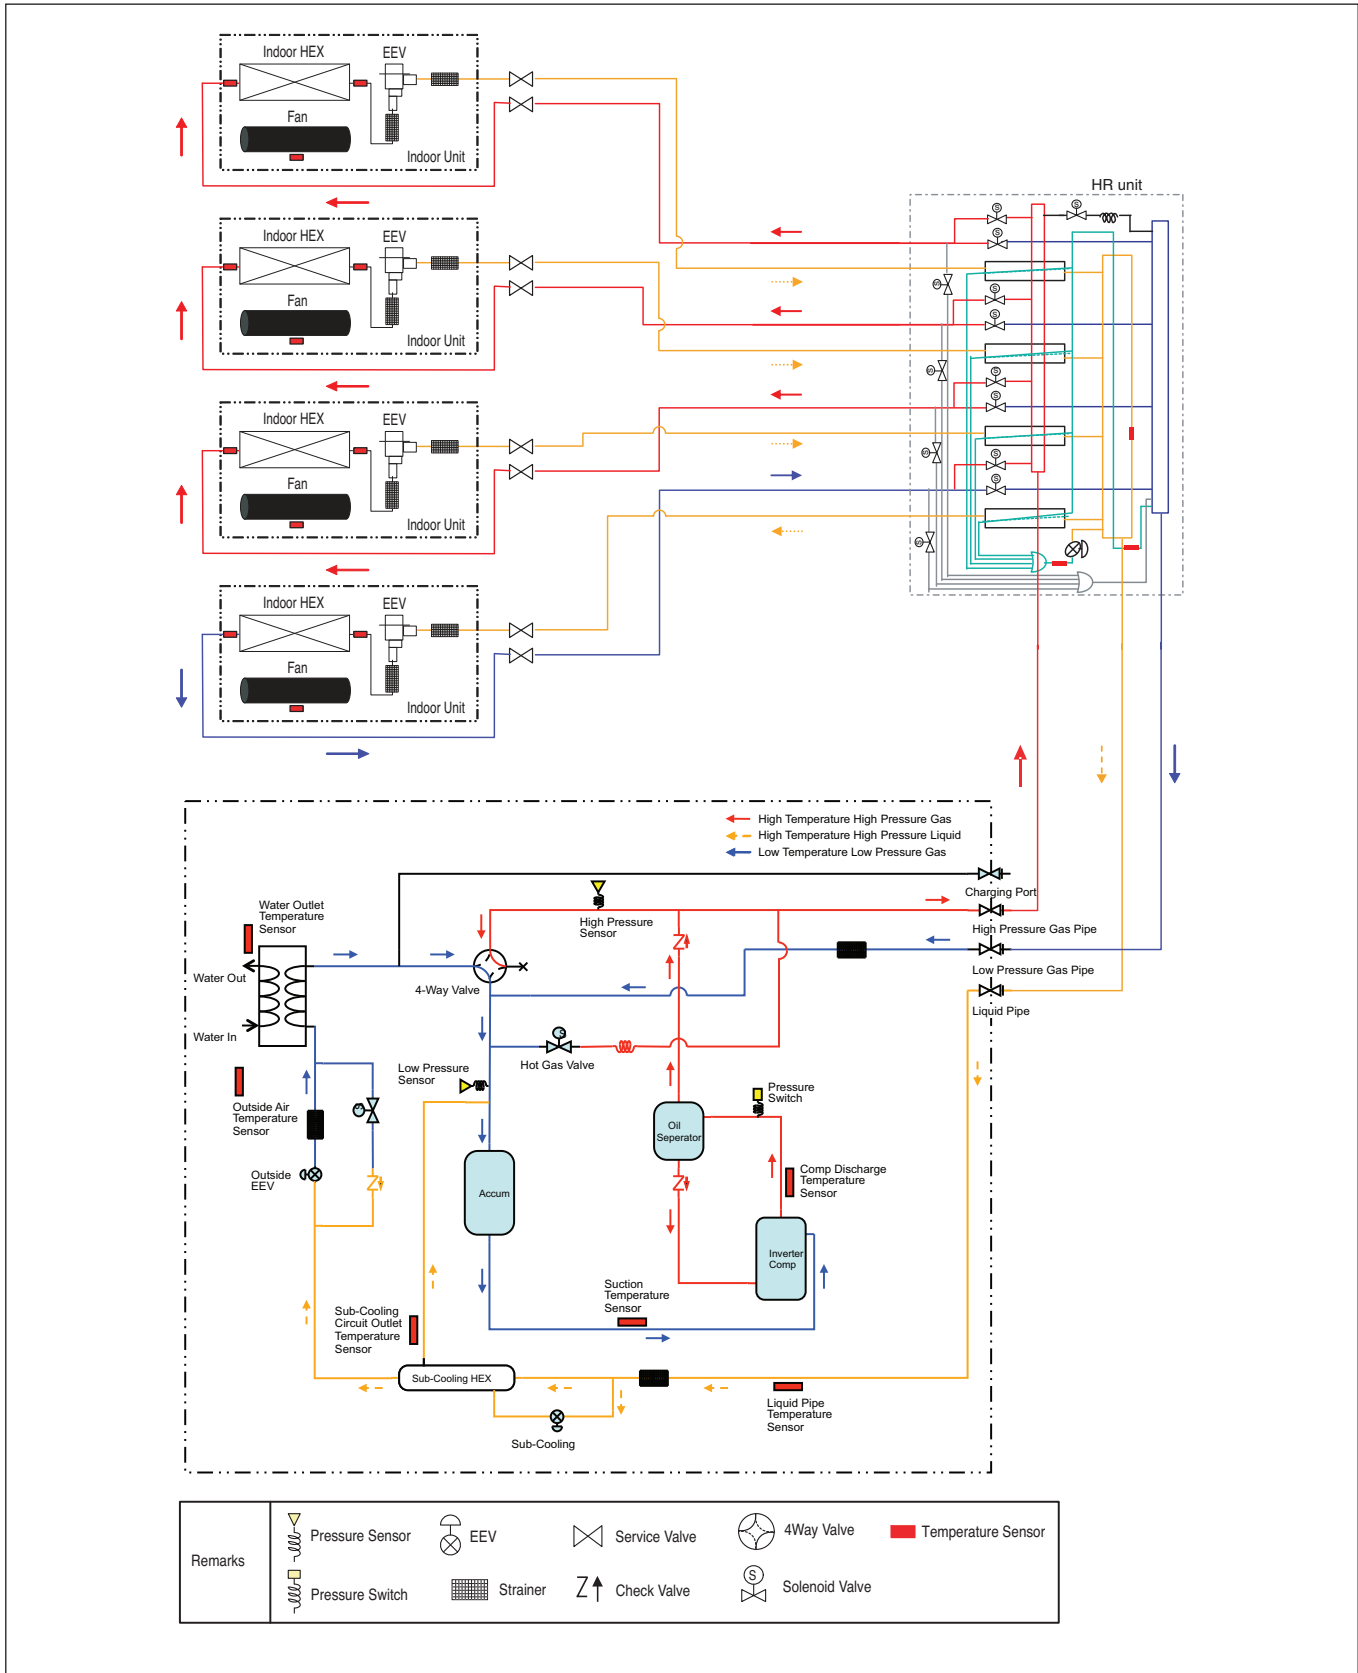 Indoor HEX
EEV
Fan
Indoor Unit
HR unit
S
S
S
Indoor HEX
EEV
Fan
Indoor Unit
S
S
S
Indoor HEX
EEV
Fan
Indoor Unit
S
S
S
S
S
S
S
Indoor HEX
EEV
Fan
Indoor Unit
High Temperature High Pressure Gas
High Temperature High Pressure Liquid
Low Temperature Low Pressure Gas
Charging Port
High Pressure Gas Pipe
Low Pressure Gas Pipe
Liquid Pipe
Water Outlet
Temperature
Sensor
High Pressure
Sensor
Water Out
4-Way Valve
Water In
S
Hot Gas Valve
Low Pressure
Sensor
Pressure
Switch
Outside Air
Temperature
Sensor
S
Oil
Seperator
Outside
EEV
Accum
Comp Discharge
Temperature
Sensor
Inverter
Comp
Suction
Temperature
Sensor
Sub-Cooling
Circuit Outlet
Temperature
Sensor
Sub-Cooling HEX
Liquid Pipe
Temperature
Sensor
Sub-Cooling
Remarks
Pressure Sensor
EEV
Service Valve
4Way Valve
Temperature Sensor
Pressure Switch
Strainer
Check Valve
S
Solenoid Valve